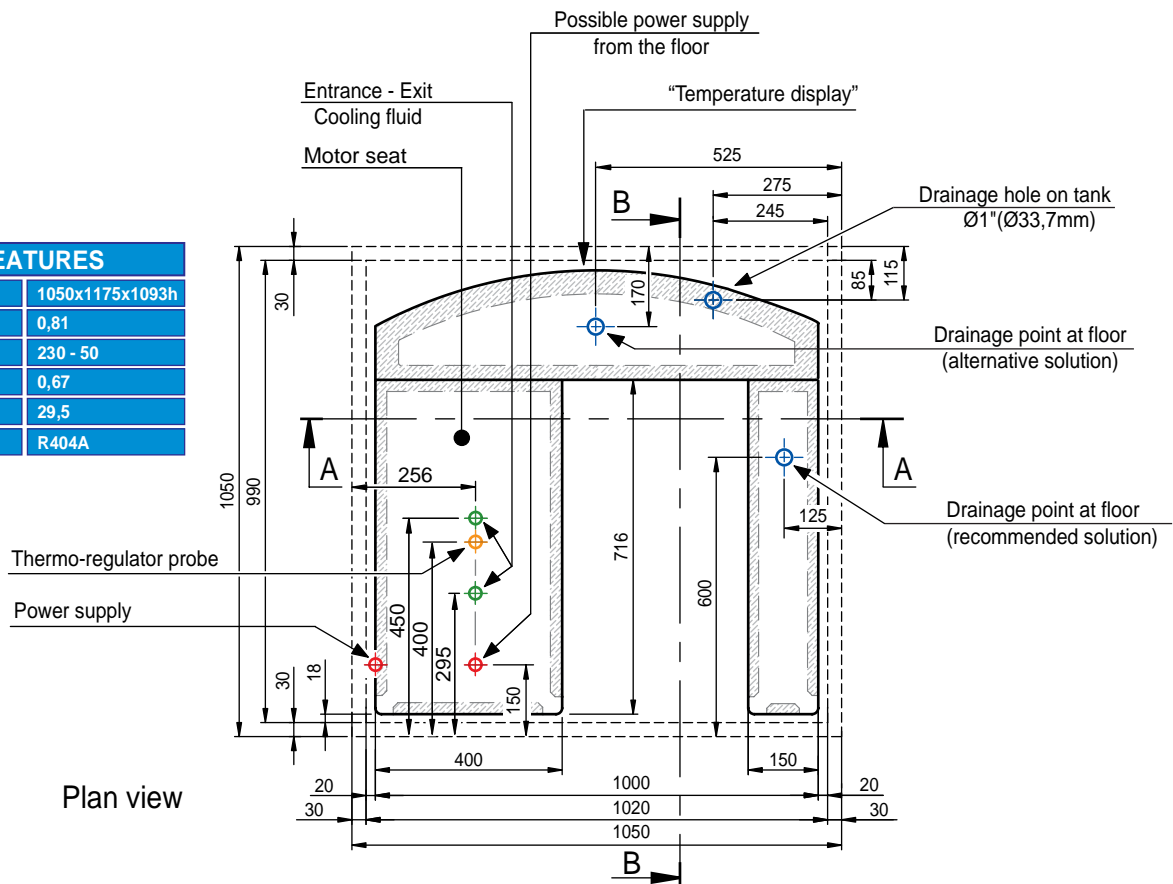 Possible power supply
from the floor
Entrance - Exit
Cooling fluid
“Temperature display”
Motor seat
525
B
275
245
Drainage hole on tank
Ø1"(Ø33,7mm)
EATURES
1050x1175x1093h
0,81
230 - 50
0,67
29,5
R404A
30
170
85
115
Drainage point at floor
(alternative solution)
A
A
256
1050
990
716
125
Drainage point at floor
(recommended solution)
Thermo-regulator probe
600
450
400
295
Power supply
30
18
150
400
150
20
1000
20
Plan view
30
1020
30
1050
B